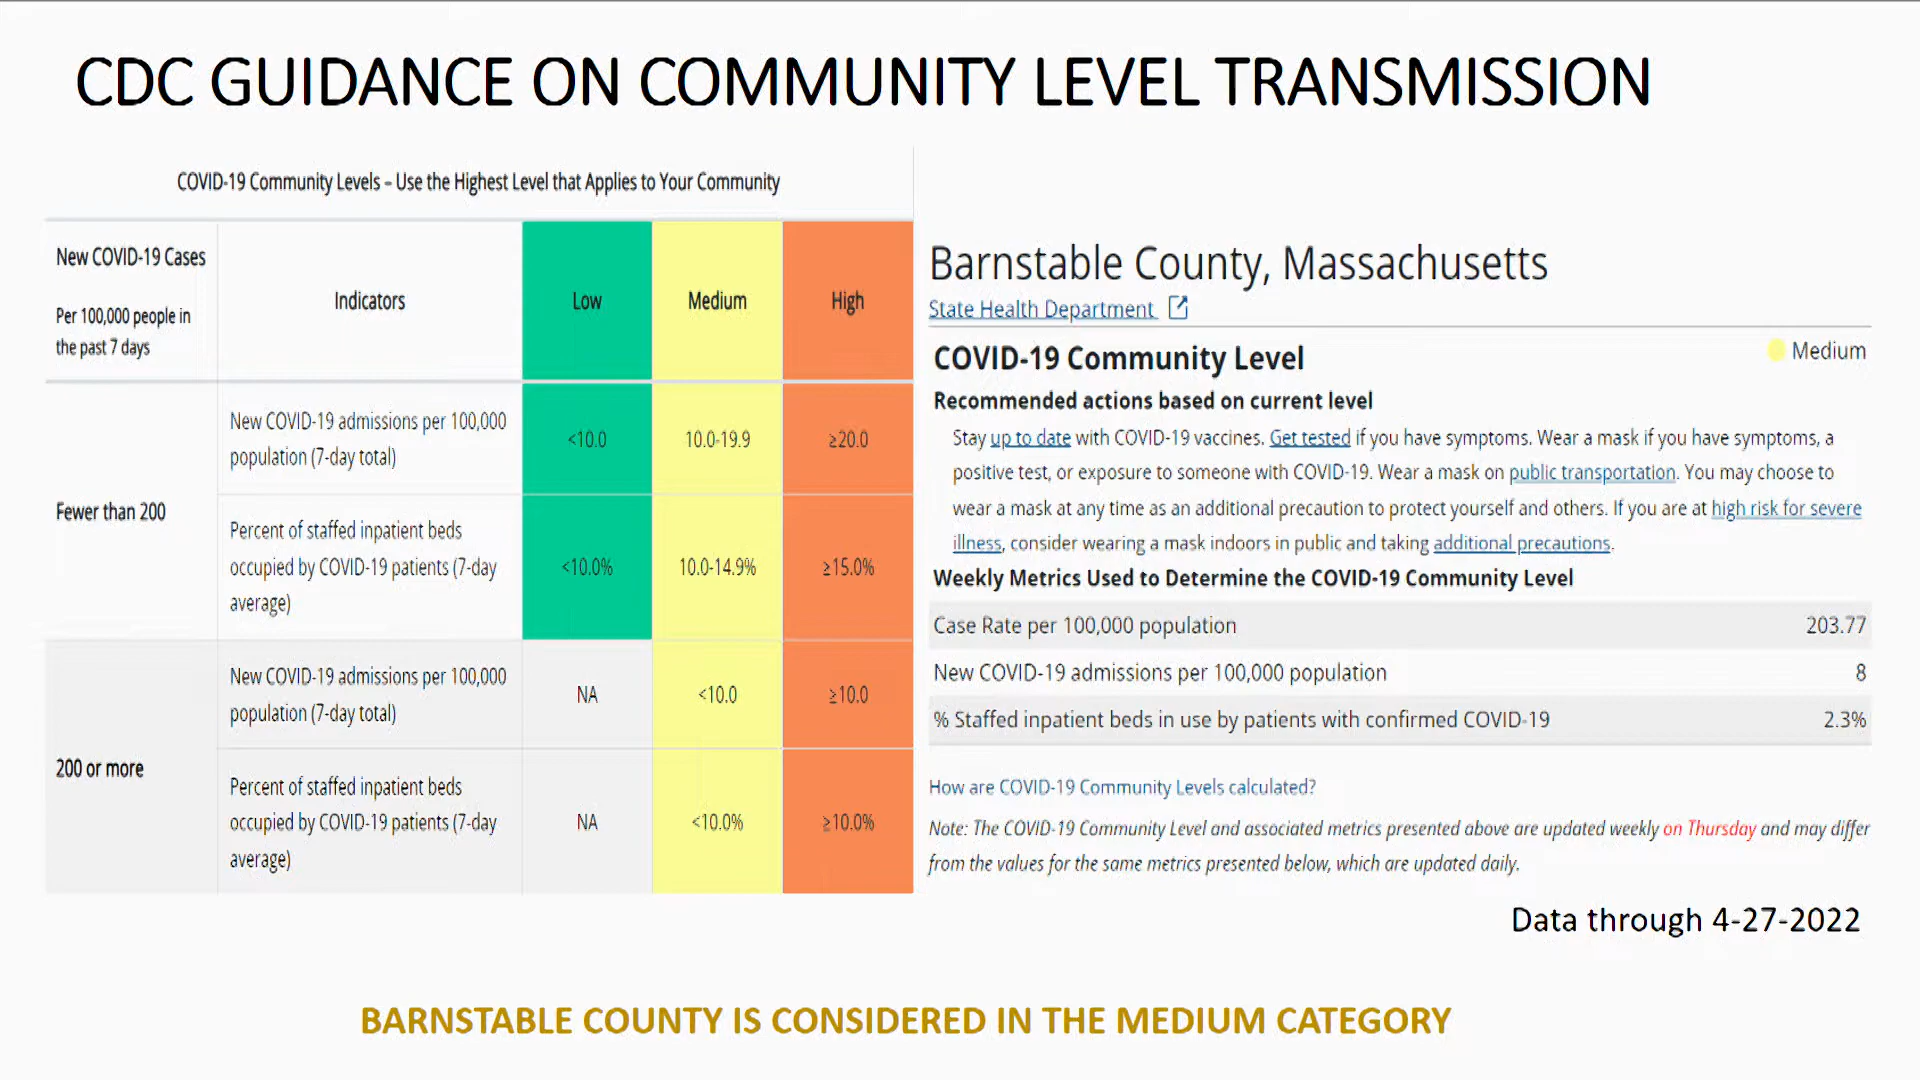 CDC GUIDANCE ON COMMUNITY LEVEL TRANSMISSION
COVID-19 Community Levels – Use the Highest Level that Applies to Your Community
New COVID-19 Cases
Per 100,000 people in
the past 7 days
Indicators
Low
Medium
High
Fewer than 200
New COVID-19 admissions per 100,000
population (7-day total)
<10.0
10.0-19.9
≥20.0
Percent of staffed inpatient beds
occupied by COVID-19 patients (7-day
average)
<10.0%
10.0-14.9%
≥15.0%
200 or more
New COVID-19 admissions per 100,000
population (7-day total)
NA
<10.0
≥10.0
Percent of staffed inpatient beds
occupied by COVID-19 patients (7-day
average)
NA
<10.0%
≥10.0%
Barnstable County, Massachusetts
State Health Department
COVID-19 Community Level
Medium
Recommended actions based on current level
Stay up to date with COVID-19 vaccines. Get tested if you have symptoms. Wear a mask if you have symptoms, a
positive test, or exposure to someone with COVID-19. Wear a mask on public transportation. You may choose to
wear a mask at any time as an additional precaution to protect yourself and others. If you are at high risk for severe
illness, consider wearing a mask indoors in public and taking additional precautions.
Weekly Metrics Used to Determine the COVID-19 Community Level
Case Rate per 100,000 population 203.77
New COVID-19 admissions per 100,000 population 8
% Staffed inpatient beds in use by patients with confirmed COVID-19 2.3%
How are COVID-19 Community Levels calculated?
Note: The COVID-19 Community Level and associated metrics presented above are updated weekly on Thursday and may differ
from the values for the same metrics presented below, which are updated daily.
Data through 4-27-2022
BARNSTABLE COUNTY IS CONSIDERED IN THE MEDIUM CATEGORY